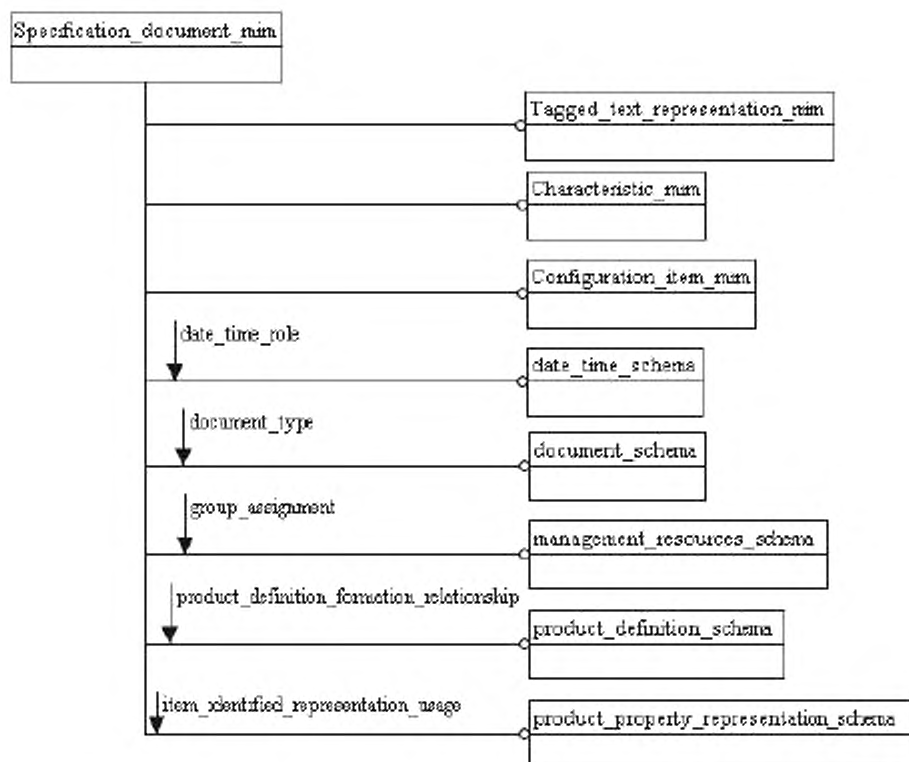 Specification_document_mim
Tagged_text_representation_mim
Characteristic_mim
Configuration_item_mim
date_time_role
date_time_schema
document_type
document_schema
group_assignment
management_resources_schema
product_definition_formation_relationship
product_definition_schema
item_identified_representation_usage
product_property_representation_schema